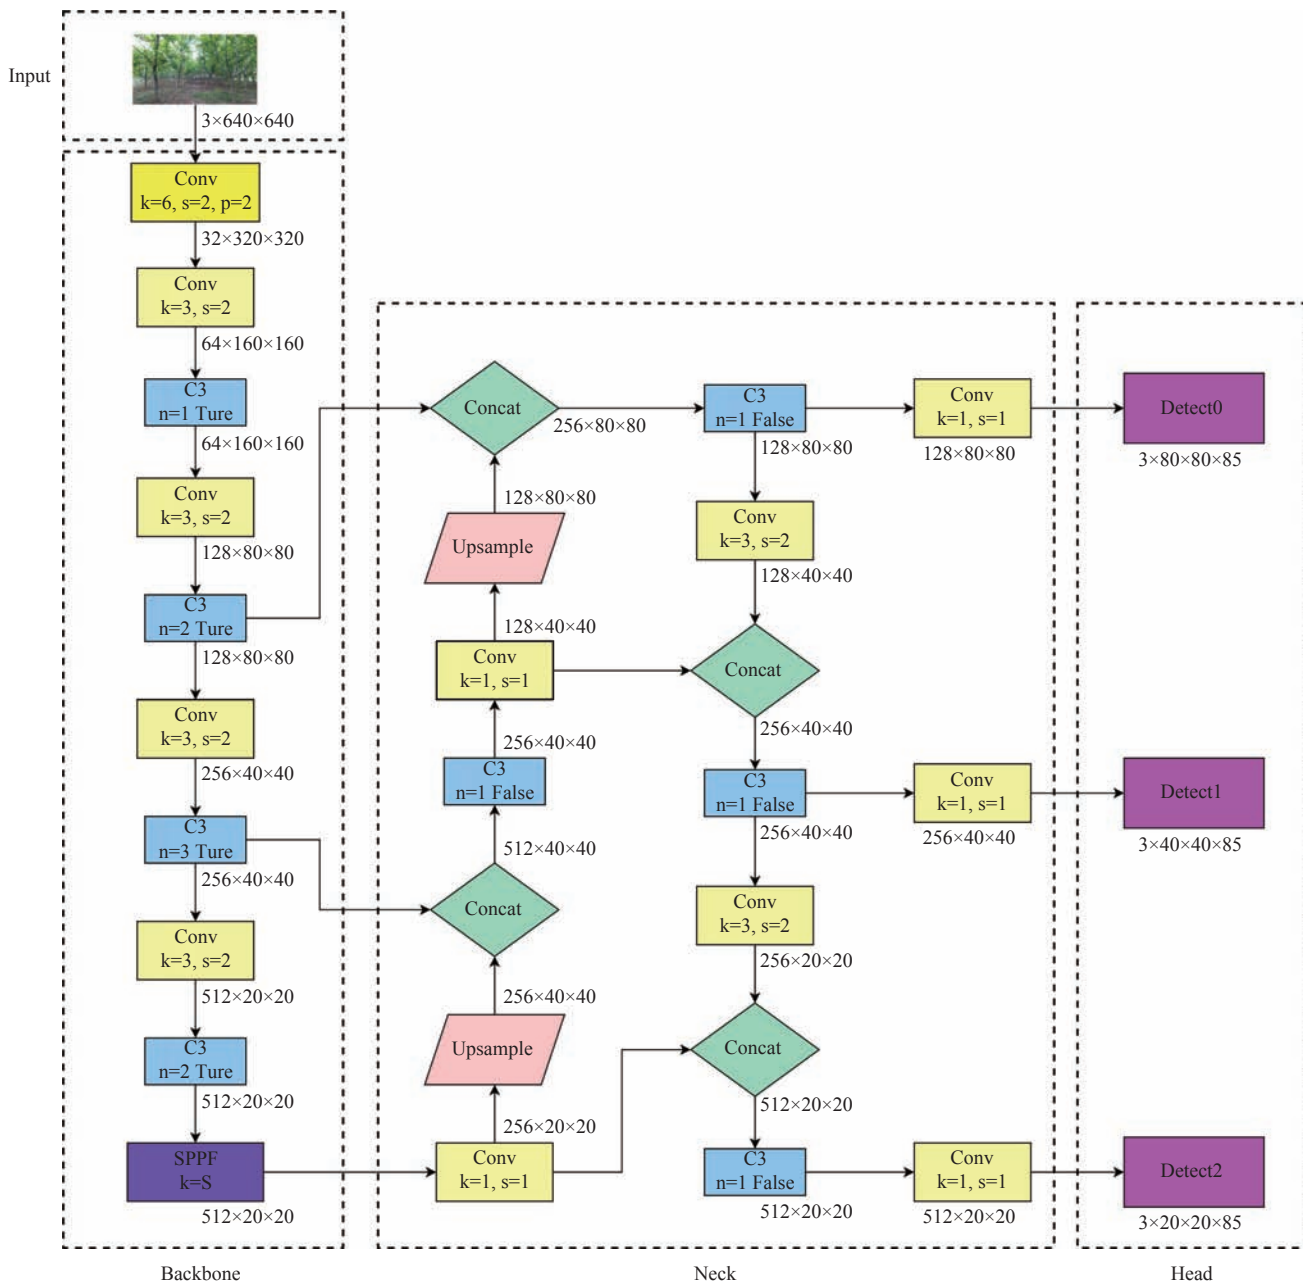 Input
3×640×640
Conv
k=6, s=2, p=2
32×320×320
Conv
k=3, s=2
64×160×160
C3
n=1 Ture
64×160×160
Conv
k=3, s=2
128×80×80
C3
n=2 Ture
128×80×80
Conv
k=3, s=2
256×40×40
C3
n=3 Ture
256×40×40
Conv
k=3, s=2
512×20×20
C3
n=2 Ture
512×20×20
SPPF
k=S
512×20×20
Backbone
Concat
256×80×80
128×80×80
Upsample
128×40×40
Conv
k=1, s=1
256×40×40
C3
n=1 False
512×40×40
Concat
256×40×40
Upsample
256×20×20
Conv
k=1, s=1
C3
n=1 False
128×80×80
Conv
k=3, s=2
128×40×40
Concat
256×40×40
C3
n=1 False
256×40×40
Conv
k=3, s=2
256×20×20
Concat
512×20×20
C3
n=1 False
512×20×20
Conv
k=1, s=1
128×80×80
Conv
k=1, s=1
256×40×40
Conv
k=1, s=1
512×20×20
Neck
Detect0
3×80×80×85
Detect1
3×40×40×85
Detect2
3×20×20×85
Head